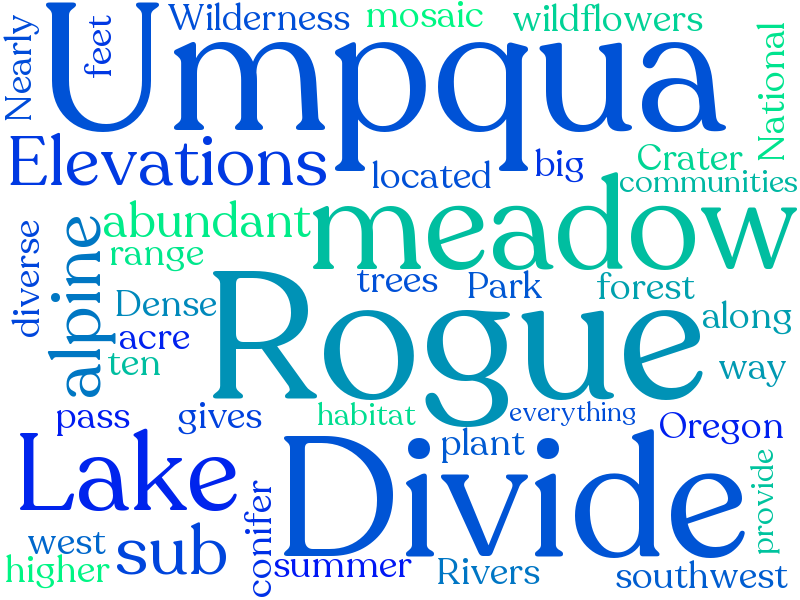 Nearly
feet
Wilderness
mosaic
wildflowers
National
Umpqua
Elevations
located
big
Crater
communities
abundant
meadow
range
diverse
alpine
trees
Park
forest
Dense
acre
ten
Rogue
along
way
pass
gives
habitat
everything
Oregon
plant
Lake
Divide
provide
conifer
west
sub
higher
summer
Rivers
southwest